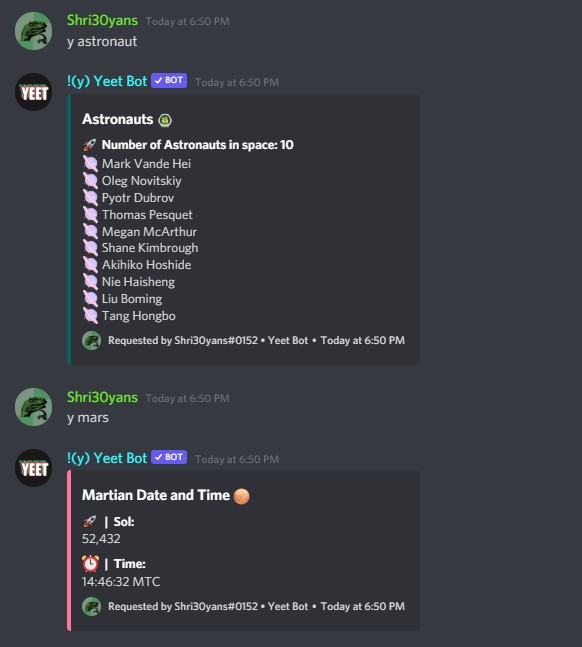 Shri30yans Today at 6:50 PM
y astronaut
YEET
!(y) Yeet Bot ✓ BOT Today at 6:50 PM
Astronauts
Number of Astronauts in space: 10
Mark Vande Hei
Oleg Novitskiy
Pyotr Dubrov
Thomas Pesquet
Megan McArthur
Shane Kimbrough
Akihiko Hoshide
Nie Haisheng
Liu Boming
Tang Hongbo
Requested by Shri30yans#0152 • Yeet Bot • Today at 6:50 PM
Shri30yans Today at 6:50 PM
y mars
YEET
!(y) Yeet Bot ✓ BOT Today at 6:50 PM
Martian Date and Time
| Sol:
52,432
| Time:
14:46:32 MTC
Requested by Shri30yans#0152 • Yeet Bot • Today at 6:50 PM